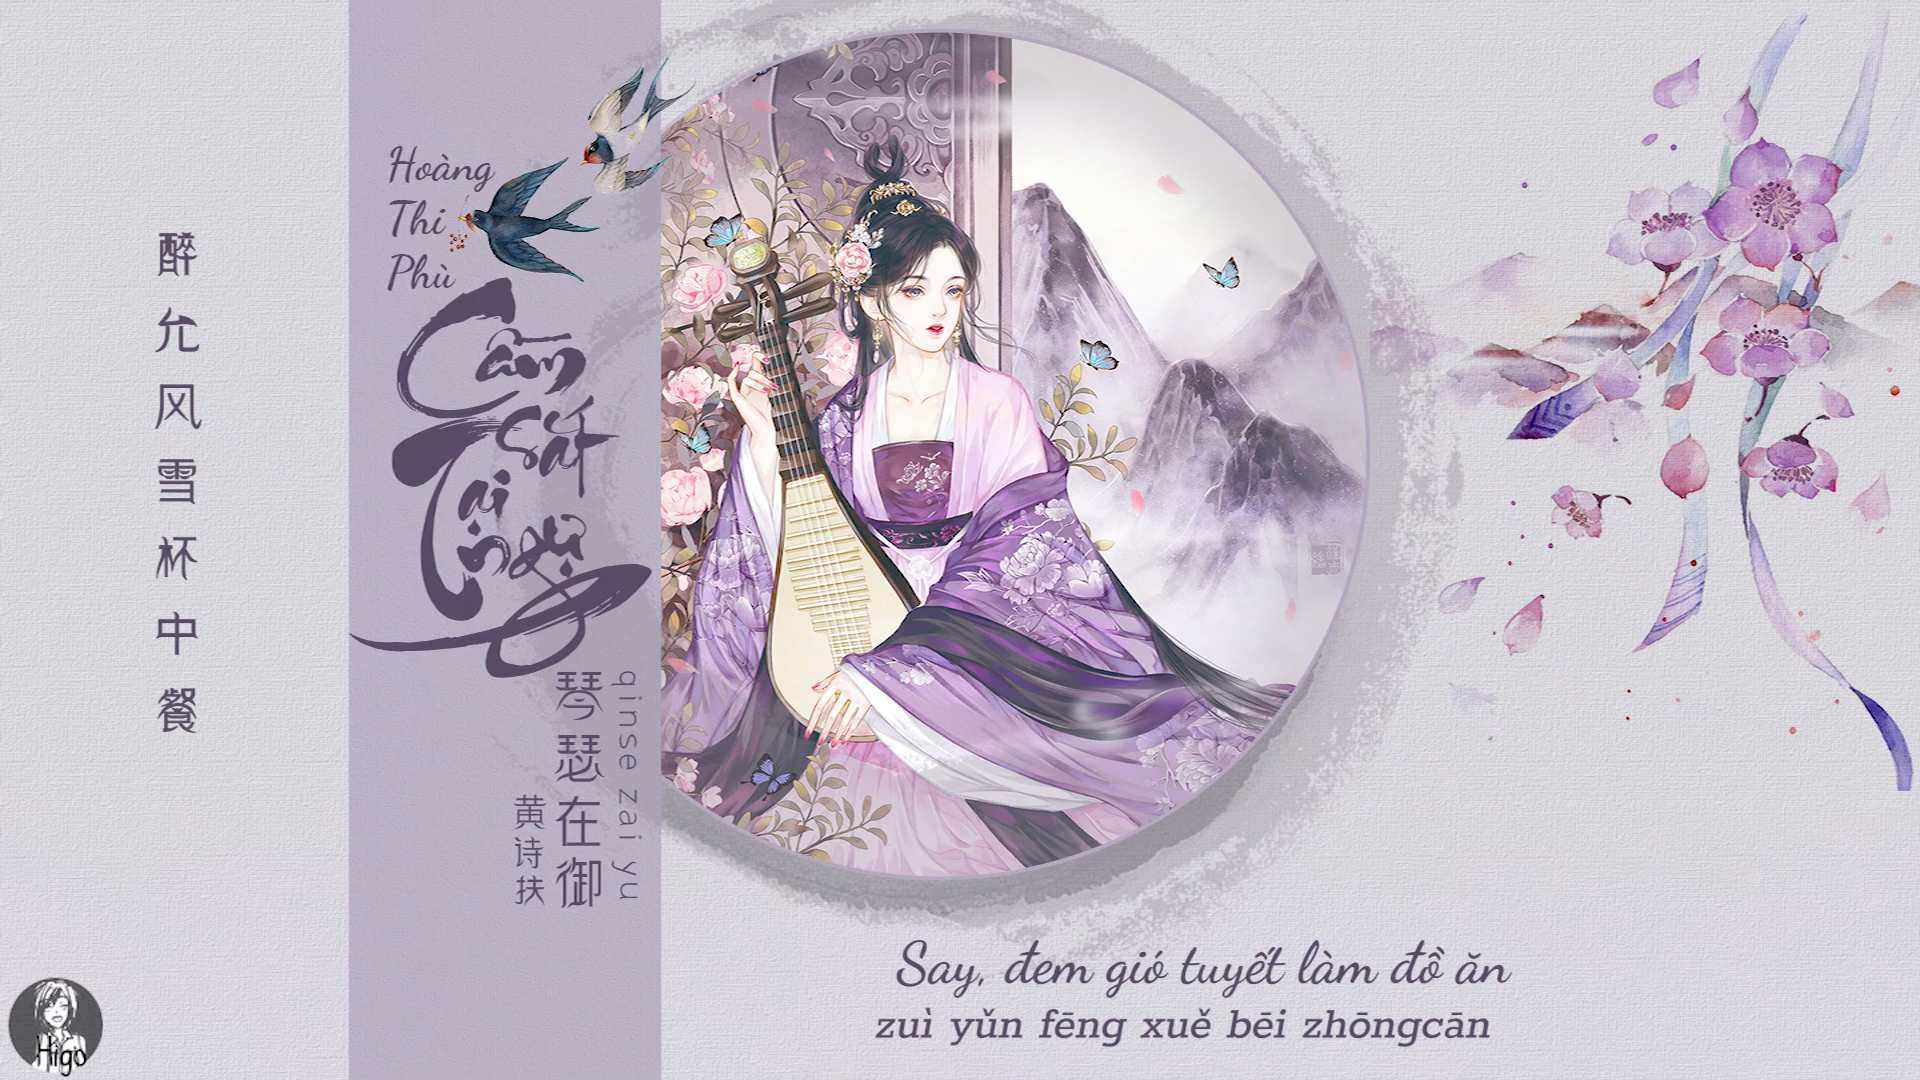 醉允风雪杯中餐
Hoàng
Thi
Phù
Cầm
Sắt
Tại
Ngự
琴瑟在御
qinse zai yu
黄诗扶
Say, đem gió tuyết làm đồ ăn
zuì yǔn fēng xuě bēi zhōngcān
Higo